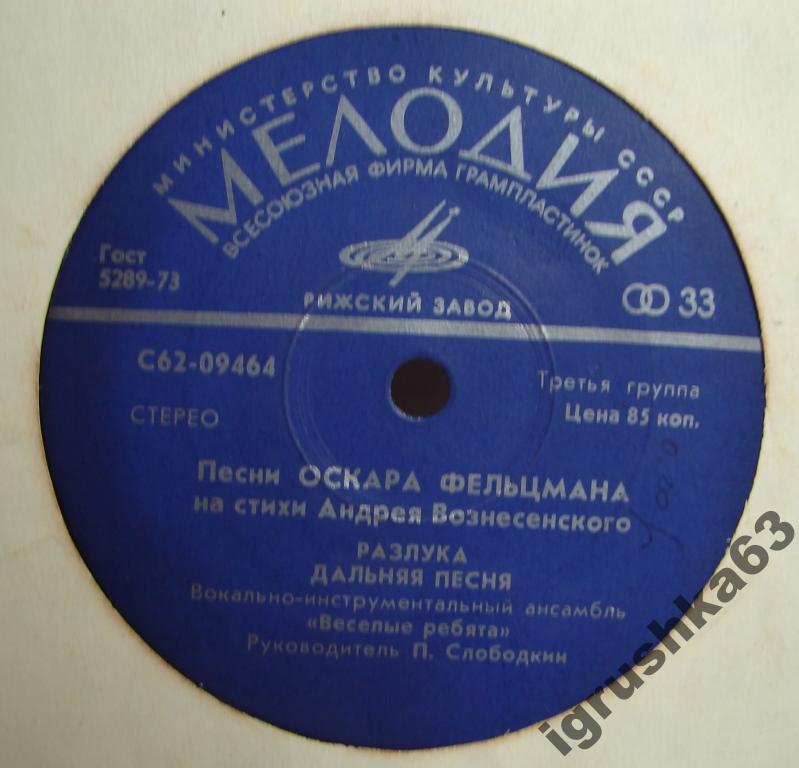 МИНИСТЕРСТВО КУЛЬТУРЫ СССР
МЕЛОДИЯ
ВСЕСОЮЗНАЯ ФИРМА ГРАМПЛАСТИНОК
Гост
5289-73
РИЖСКИЙ ЗАВОД
33
С62-09464
Третья группа
СТЕРЕО
Цена 85 коп.
Песни ОСКАРА ФЕЛЬЦМАНА
на стихи Андрея Вознесенского
РАЗЛУКА
ДАЛЬНЯЯ ПЕСНЯ
Вокально-инструментальный ансамбль
«Веселые ребята»
Руководитель П. Слободкин
igrushka63